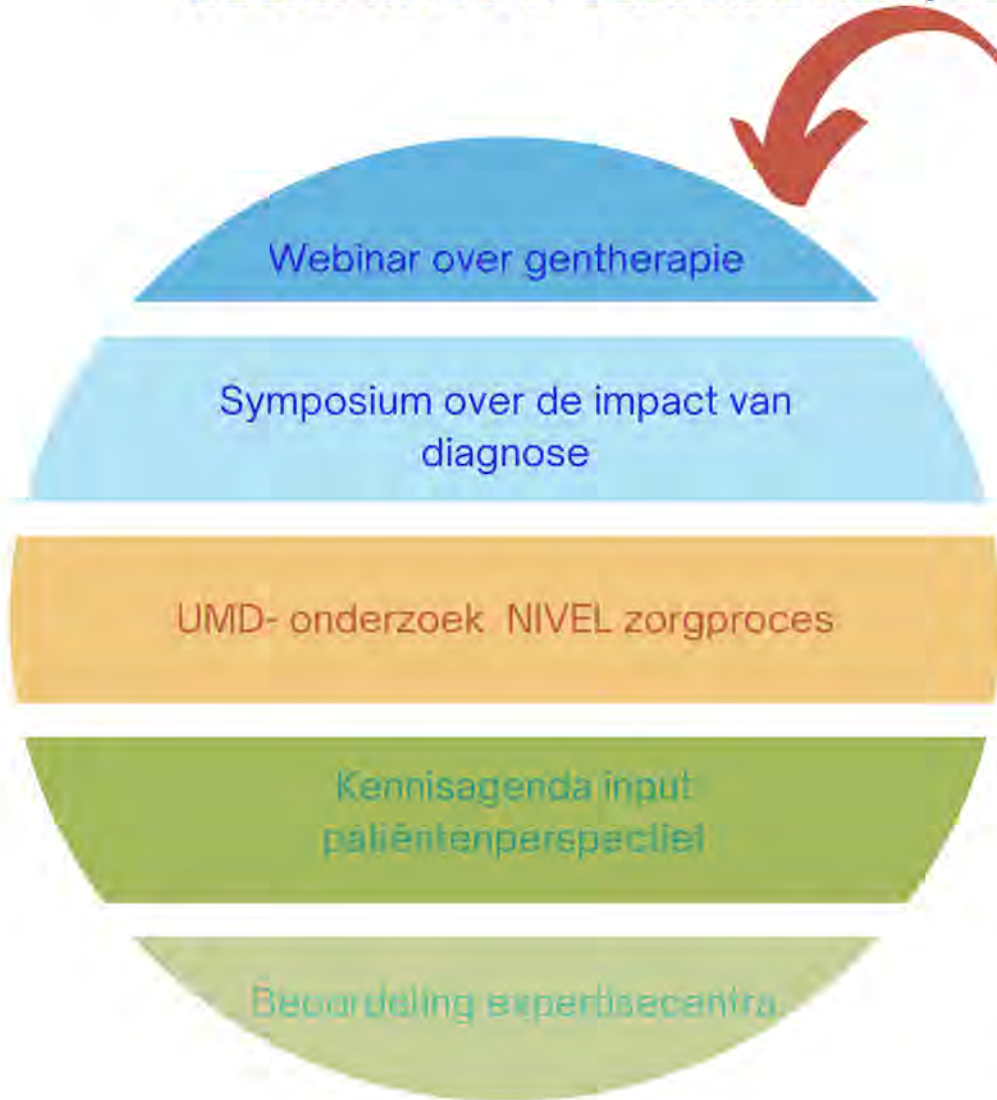 Webinar over gentherapie
Symposium over de impact van
diagnose
UMD- onderzoek NIVEL zorgproces
Kennisagenda input
patiëntenperspectief
Beoordeling expertisecentra